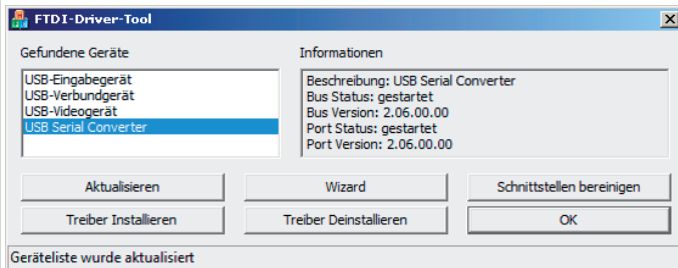 FTDI-Driver-Tool
Gefundene Geräte
USB-Eingabegerät
USB-Verbundgerät
USB-Videogerät
USB Serial Converter
Informationen
Beschreibung: USB Serial Converter
Bus Status: gestartet
Bus Version: 2.06.00.00
Port Status: gestartet
Port Version: 2.06.00.00
Aktualisieren
Wizard
Schnittstellen bereinigen
Treiber Installieren
Treiber Deinstallieren
OK
Geräteliste wurde aktualisiert